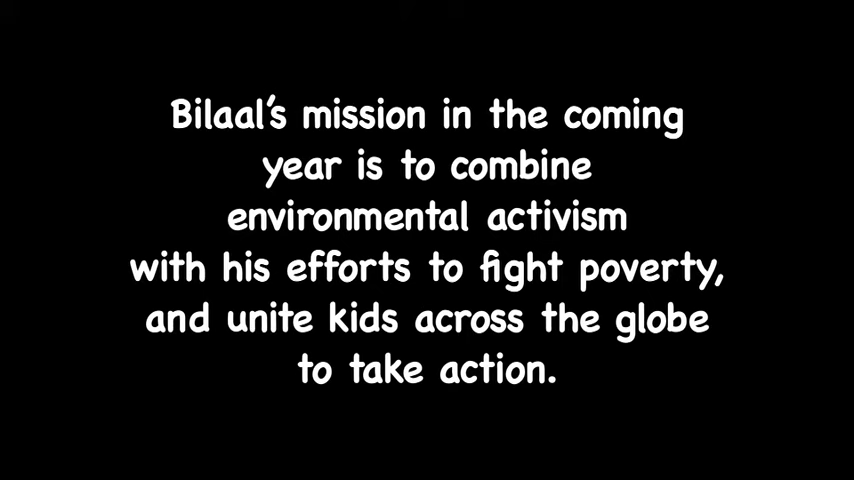 Bilaal's mission in the coming
year is to combine
environmental activism
with his efforts to fight poverty,
and unite kids across the globe
to take action.